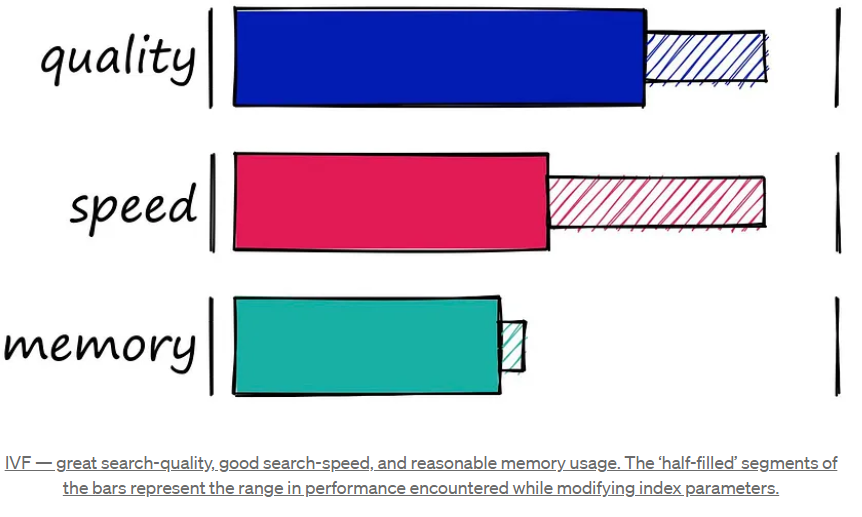 quality
speed
memory
IVF — great search-quality, good search-speed, and reasonable memory usage. The ‘half-filled’ segments of
the bars represent the range in performance encountered while modifying index parameters.